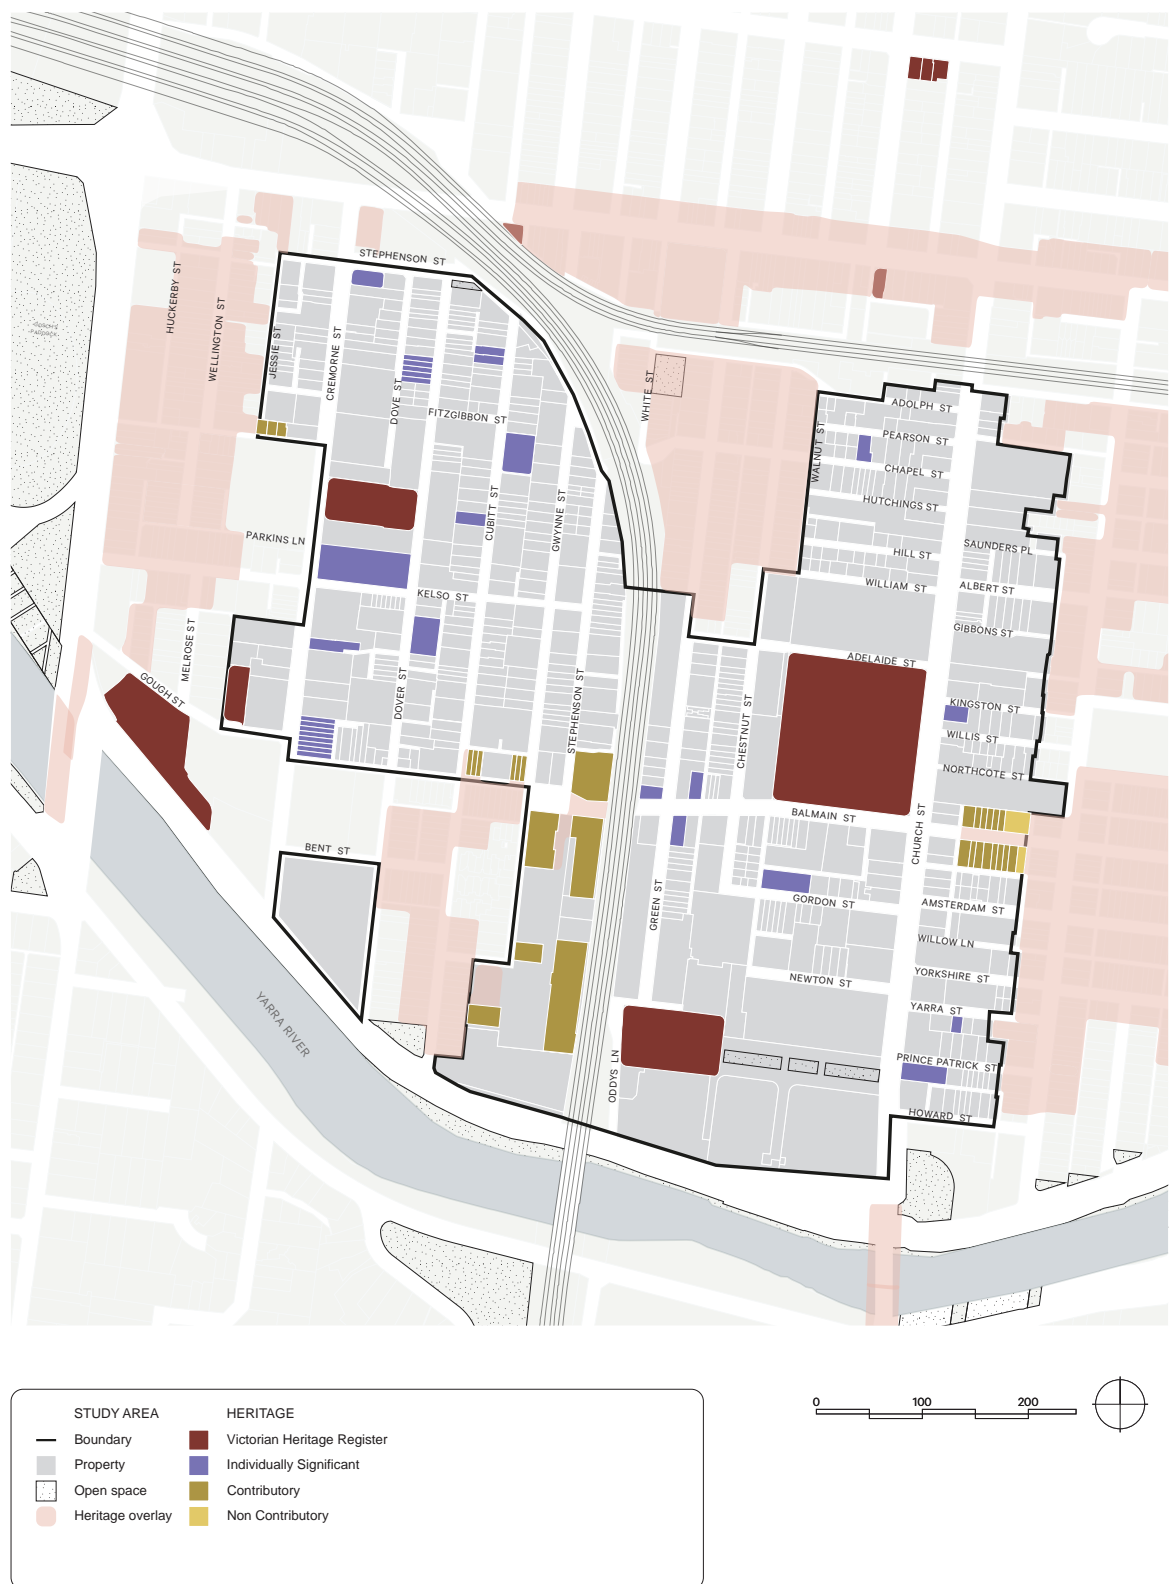 STEPHENSON ST
HUCKERBY ST
WELLINGTON ST
JESSIE ST
CREMORNE ST
DOVE ST
FITZGIBBON ST
WHITE ST
ADOLPH ST
WALNUT ST
PEARSON ST
CHAPEL ST
HUTCHINGS ST
CUBITT ST
GWYNNE ST
PARKINS LN
HILL ST
SAUNDERS PL
WILLIAM ST
ALBERT ST
KELSO ST
GIBBONS ST
MELROSE ST
ADELAIDE ST
GOUGH ST
DOVER ST
STEPHENSON ST
CHESTNUT ST
KINGSTON ST
WILLIS ST
NORTHCOTE ST
BALMAIN ST
CHURCH ST
BENT ST
GREEN ST
GORDON ST
AMSTERDAM ST
WILLOW LN
YORKSHIRE ST
NEWTON ST
YARRA ST
YARRA RIVER
ODDYS LN
PRINCE PATRICK ST
HOWARD ST
0 100 200
STUDY AREA
Boundary
Property
Open space
Heritage overlay
HERITAGE
Victorian Heritage Register
Individually Significant
Contributory
Non Contributory